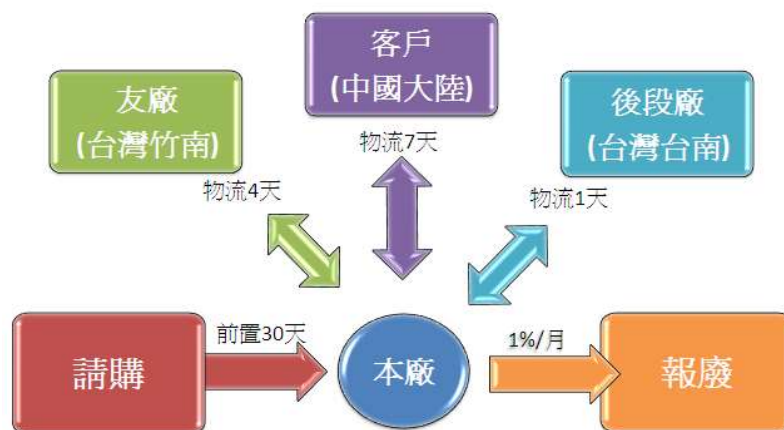 客戶
(中國大陸)
友廠
(台灣竹南)
後段廠
(台灣台南)
物流7天
物流4天
物流1天
請購
前置30天
本廠
1%/月
報廢